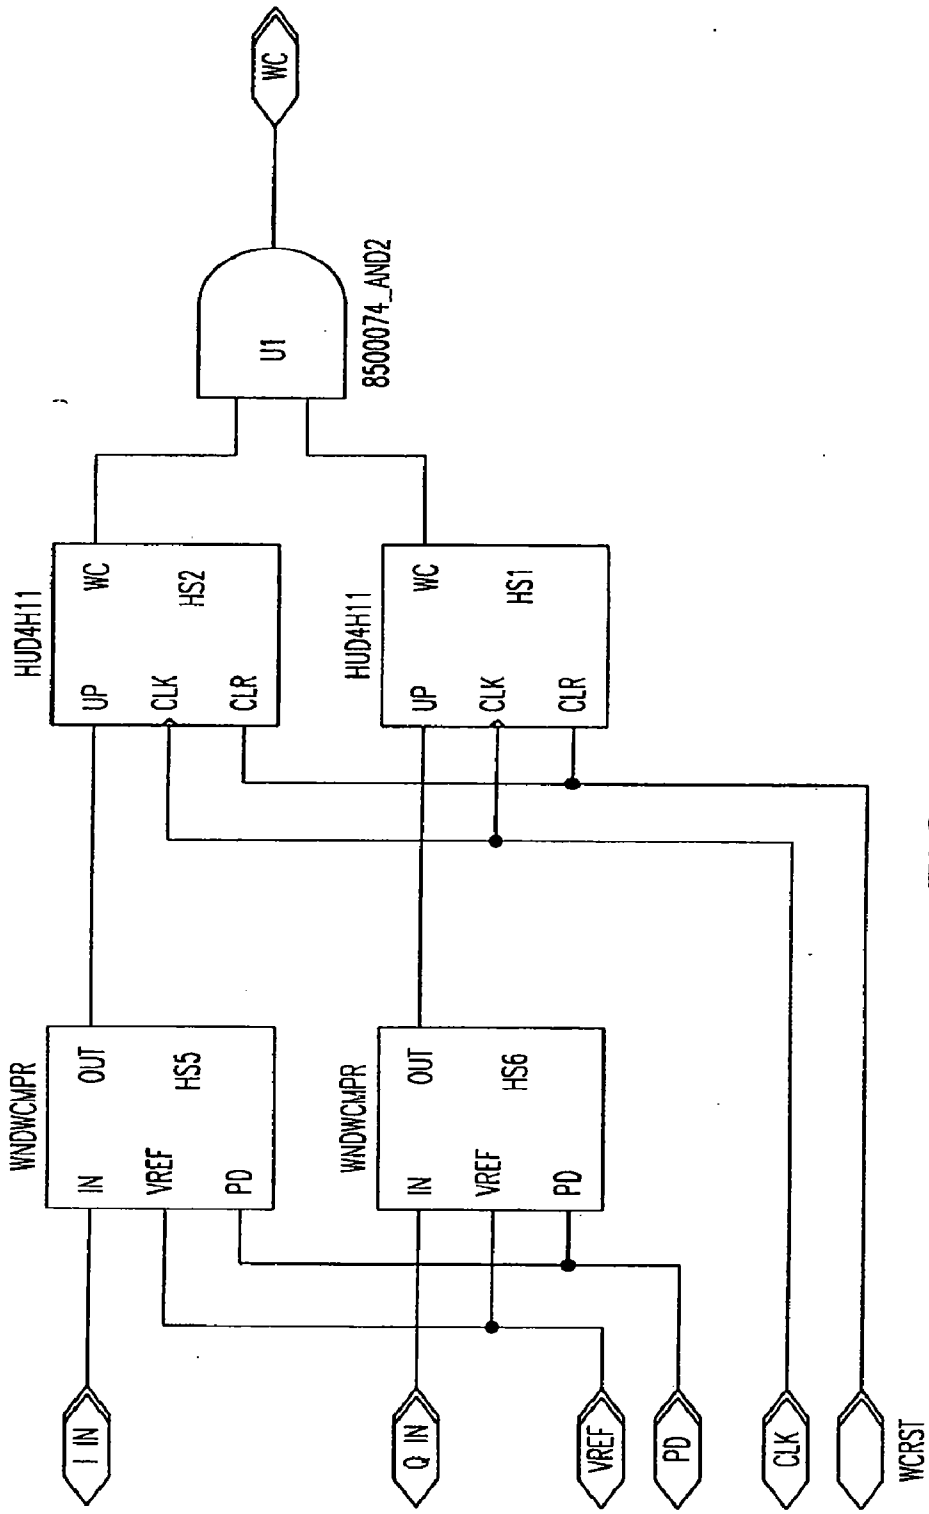 WNDWCMPR
I IN
IN
OUT
VREF
HS5
PD
HUD4H11
UP
WC
CLK
HS2
CLR
WNDWCMPR
Q IN
IN
OUT
VREF
HS6
PD
HUD4H11
UP
WC
CLK
HS1
CLR
U1
8500074_AND2
WC
VREF
PD
CLK
WCRST